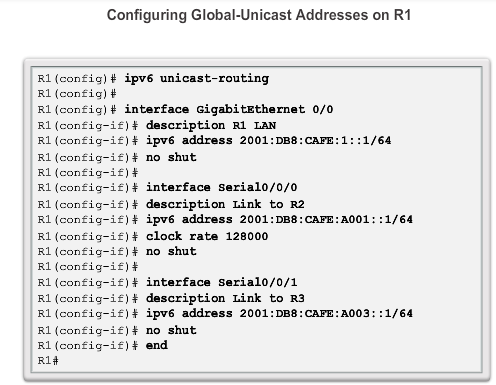 Configuring Global-Unicast Addresses on R1
R1(config)# ipv6 unicast-routing
R1(config)#
R1(config)# interface GigabitEthernet 0/0
R1(config-if)# description R1 LAN
R1(config-if)# ipv6 address 2001:DB8:CAFE:1::1/64
R1(config-if)# no shut
R1(config-if)#
R1(config-if)# interface Serial0/0/0
R1(config-if)# description Link to R2
R1(config-if)# ipv6 address 2001:DB8:CAFE:A001::1/64
R1(config-if)# clock rate 128000
R1(config-if)# no shut
R1(config-if)#
R1(config-if)# interface Serial0/0/1
R1(config-if)# description Link to R3
R1(config-if)# ipv6 address 2001:DB8:CAFE:A003::1/64
R1(config-if)# no shut
R1(config-if)# end
R1#